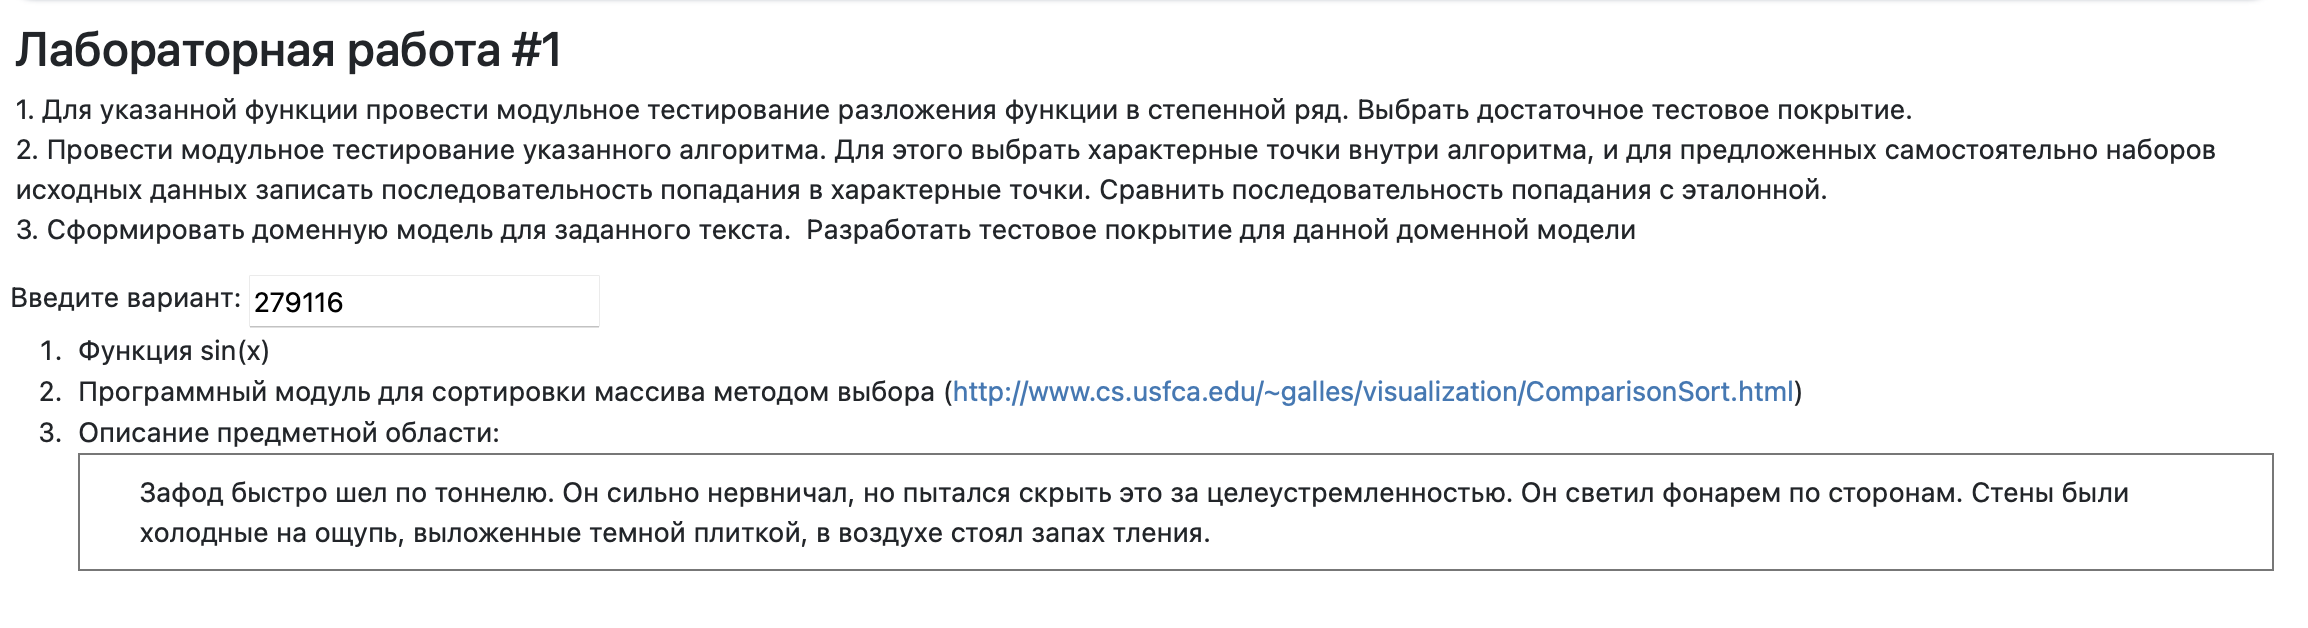 Лабораторная работа #1
1. Для указанной функции провести модульное тестирование разложения функции в степенной ряд. Выбрать достаточное тестовое покрытие.
2. Провести модульное тестирование указанного алгоритма. Для этого выбрать характерные точки внутри алгоритма, и для предложенных самостоятельно наборов
исходных данных записать последовательность попадания в характерные точки. Сравнить последовательность попадания с эталонной.
3. Сформировать доменную модель для заданного текста.  Разработать тестовое покрытие для данной доменной модели
Введите вариант: 279116
1. Функция sin(x)
2. Программный модуль для сортировки массива методом выбора (http://www.cs.usfca.edu/~galles/visualization/ComparisonSort.html)
3. Описание предметной области:
Зафод быстро шел по тоннелю. Он сильно нервничал, но пытался скрыть это за целеустремленностью. Он светил фонарем по сторонам. Стены были
холодные на ощупь, выложенные темной плиткой, в воздухе стоял запах тления.